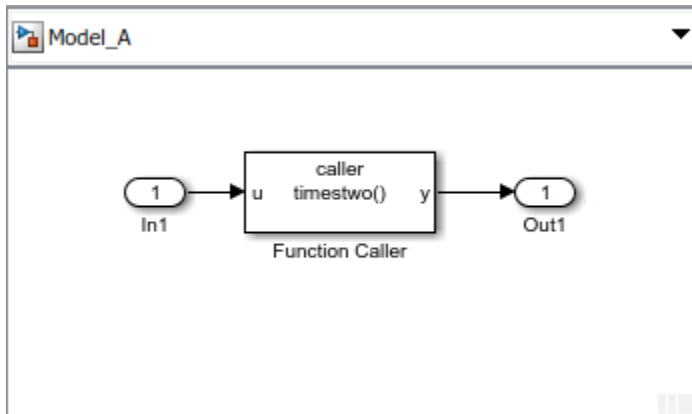 Model_A
caller
1
u
timestwo()
y
1
In1
Out1
Function Caller